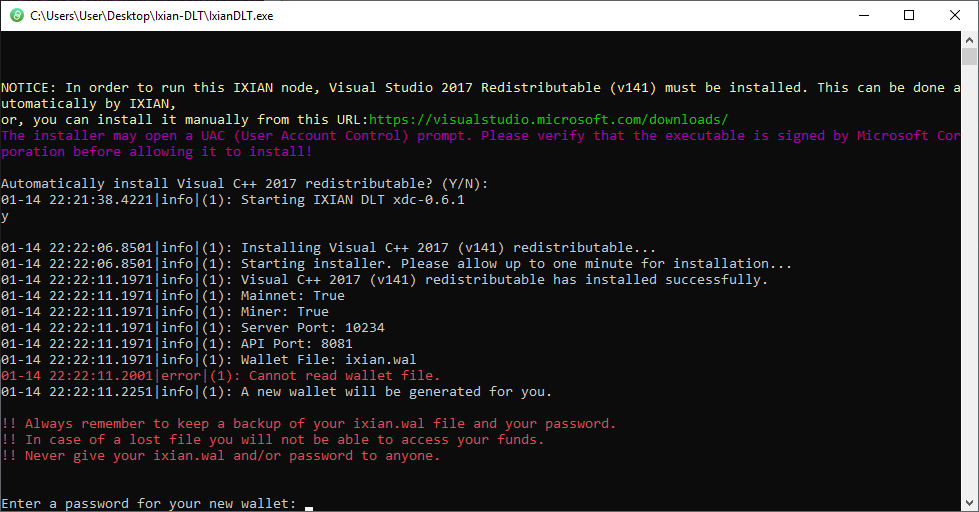 C:\Users\User\Desktop\Ixian-DLT\IxianDLT.exe
NOTICE: In order to run this IXIAN node, Visual Studio 2017 Redistributable (v141) must be installed. This can be done a
utomatically by IXIAN,
or, you can install it manually from this URL:https://visualstudio.microsoft.com/downloads/
The installer may open a UAC (User Account Control) prompt. Please verify that the executable is signed by Microsoft Cor
poration before allowing it to install!
Automatically install Visual C++ 2017 redistributable? (Y/N):
01-14 22:21:38.4221|info|(1): Starting IXIAN DLT xdc-0.6.1
y
01-14 22:22:06.8501|info|(1): Installing Visual C++ 2017 (v141) redistributable...
01-14 22:22:06.8501|info|(1): Starting installer. Please allow up to one minute for installation...
01-14 22:22:11.1971|info|(1): Visual C++ 2017 (v141) redistributable has installed successfully.
01-14 22:22:11.1971|info|(1): Mainnet: True
01-14 22:22:11.1971|info|(1): Miner: True
01-14 22:22:11.1971|info|(1): Server Port: 10234
01-14 22:22:11.1971|info|(1): API Port: 8081
01-14 22:22:11.1971|info|(1): Wallet File: ixian.wal
01-14 22:22:11.2001|error|(1): Cannot read wallet file.
01-14 22:22:11.2251|info|(1): A new wallet will be generated for you.
!! Always remember to keep a backup of your ixian.wal file and your password.
!! In case of a lost file you will not be able to access your funds.
!! Never give your ixian.wal and/or password to anyone.
Enter a password for your new wallet: